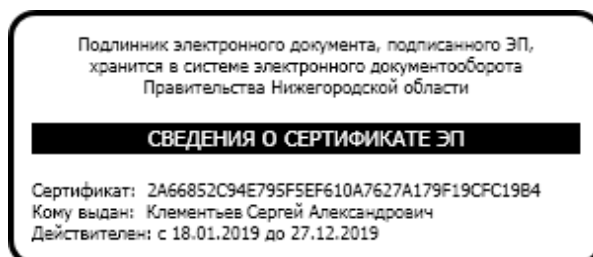 Подлинник электронного документа, подписанного ЭП,
хранится в системе электронного документооборота
Правительства Нижегородской области
СВЕДЕНИЯ О СЕРТИФИКАТЕ ЭП
Сертификат: 2A66852C94E795F5EF610A7627A179F19CFC19B4
Кому выдан: Клементьев Сергей Александрович
Действителен: с 18.01.2019 до 27.12.2019